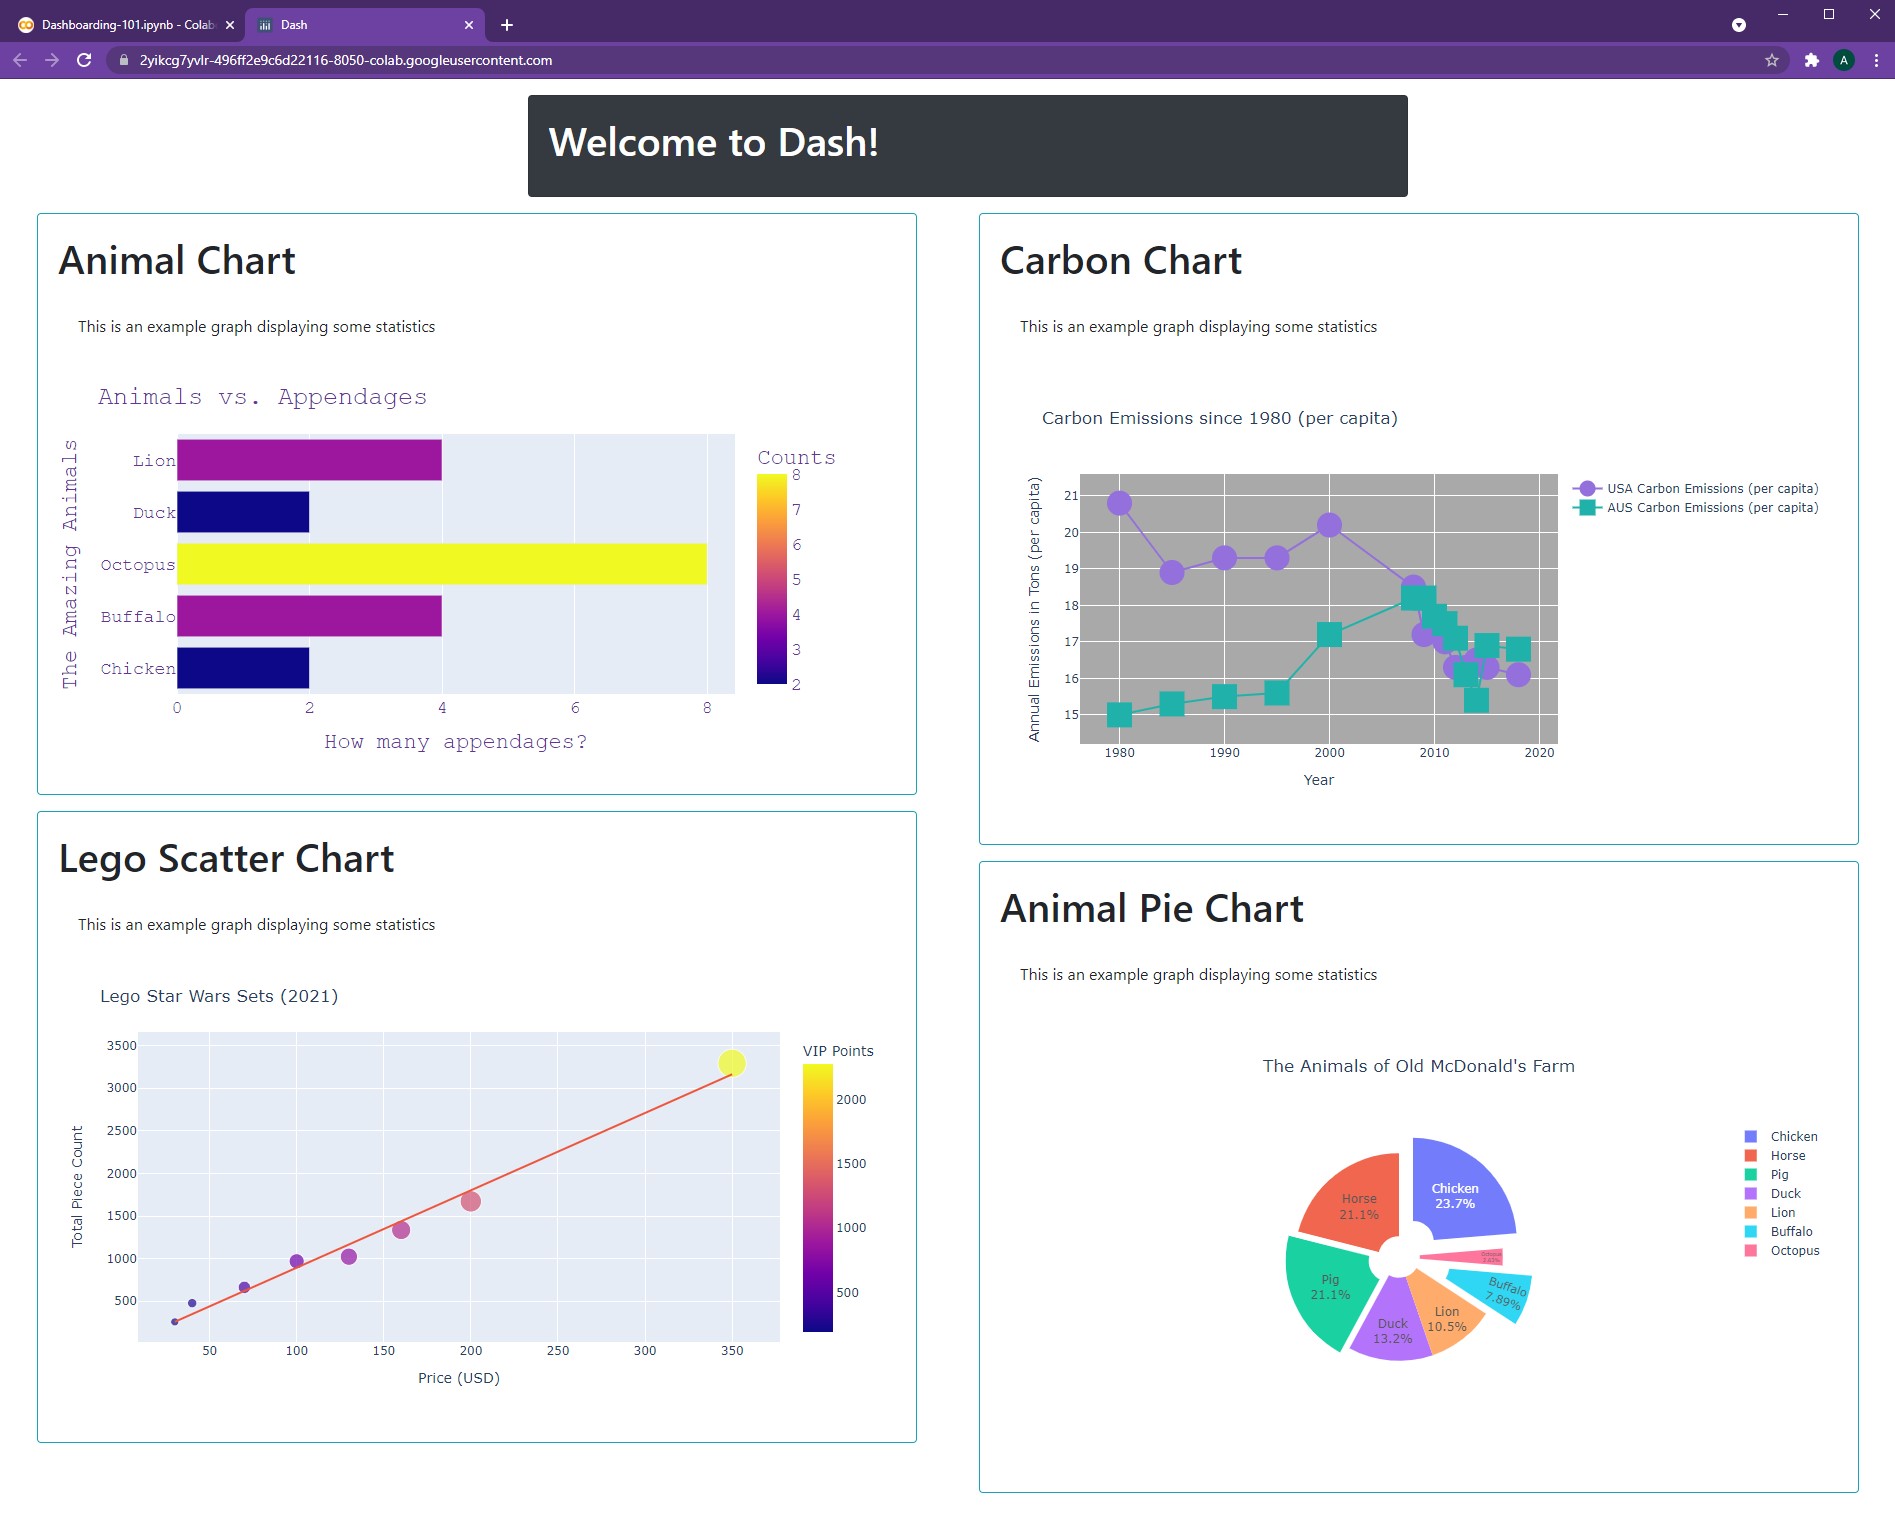 Dashboarding-101.ipynb - Colab
Dash
2yikcg7yvlr-496ff2e9c6d22116-8050-colab.googleusercontent.com
A
Welcome to Dash!
Animal Chart
This is an example graph displaying some statistics
Animals vs. Appendages
The Amazing Animals
Lion
Duck
Octopus
Buffalo
Chicken
0 2 4 6 8
How many appendages?
Counts
8
7
6
5
4
3
2
Carbon Chart
This is an example graph displaying some statistics
Carbon Emissions since 1980 (per capita)
Annual Emissions in Tons (per capita)
21
20
19
18
17
16
15
1980 1990 2000 2010 2020
Year
USA Carbon Emissions (per capita)
AUS Carbon Emissions (per capita)
Lego Scatter Chart
This is an example graph displaying some statistics
Lego Star Wars Sets (2021)
Total Piece Count
3500
3000
2500
2000
1500
1000
500
50 100 150 200 250 300 350
Price (USD)
VIP Points
2000
1500
1000
500
Animal Pie Chart
This is an example graph displaying some statistics
The Animals of Old McDonald's Farm
Chicken
23.7%
Horse
21.1%
Pig
21.1%
Duck
13.2%
Lion
10.5%
Buffalo
7.89%
Octopus
Chicken
Horse
Pig
Duck
Lion
Buffalo
Octopus